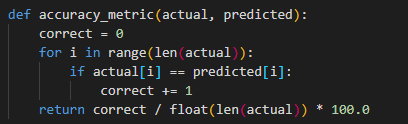 def accuracy_metric(actual, predicted):
    correct = 0
    for i in range(len(actual)):
        if actual[i] == predicted[i]:
            correct += 1
    return correct / float(len(actual)) * 100.0